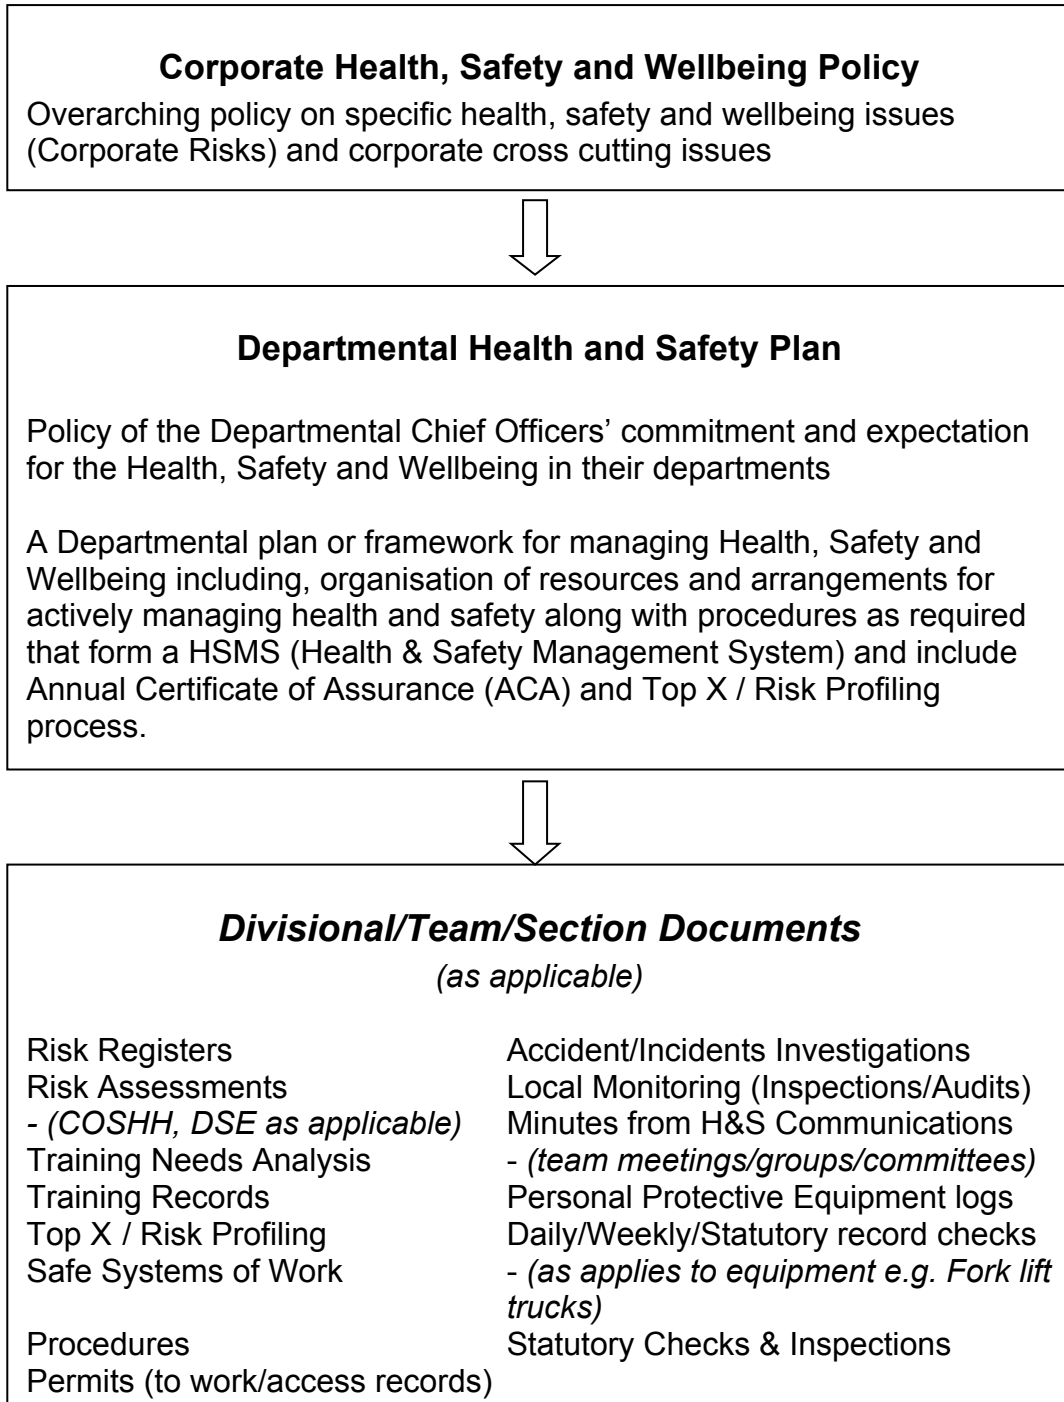 Corporate Health, Safety and Wellbeing Policy
Overarching policy on specific health, safety and wellbeing issues
(Corporate Risks) and corporate cross cutting issues
Departmental Health and Safety Plan
Policy of the Departmental Chief Officers’ commitment and expectation
for the Health, Safety and Wellbeing in their departments
A Departmental plan or framework for managing Health, Safety and
Wellbeing including, organisation of resources and arrangements for
actively managing health and safety along with procedures as required
that form a HSMS (Health & Safety Management System) and include
Annual Certificate of Assurance (ACA) and Top X / Risk Profiling
process.
Divisional/Team/Section Documents
(as applicable)
Risk Registers
Risk Assessments
- (COSHH, DSE as applicable)
Training Needs Analysis
Training Records
Top X / Risk Profiling
Safe Systems of Work
Procedures
Permits (to work/access records)
Accident/Incidents Investigations
Local Monitoring (Inspections/Audits)
Minutes from H&S Communications
- (team meetings/groups/committees)
Personal Protective Equipment logs
Daily/Weekly/Statutory record checks
- (as applies to equipment e.g. Fork lift
trucks)
Statutory Checks & Inspections